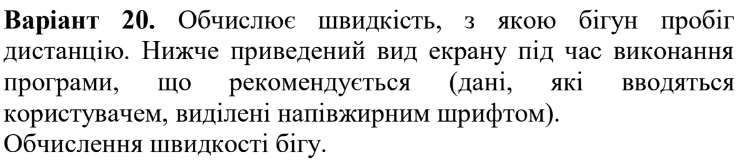 Варіант 20. Обчислює швидкість, з якою бігун пробіг
дистанцію. Нижче приведений вид екрану під час виконання
програми, що рекомендується (дані, які вводяться
користувачем, виділені напівжирним шрифтом).
Обчислення швидкості бігу.